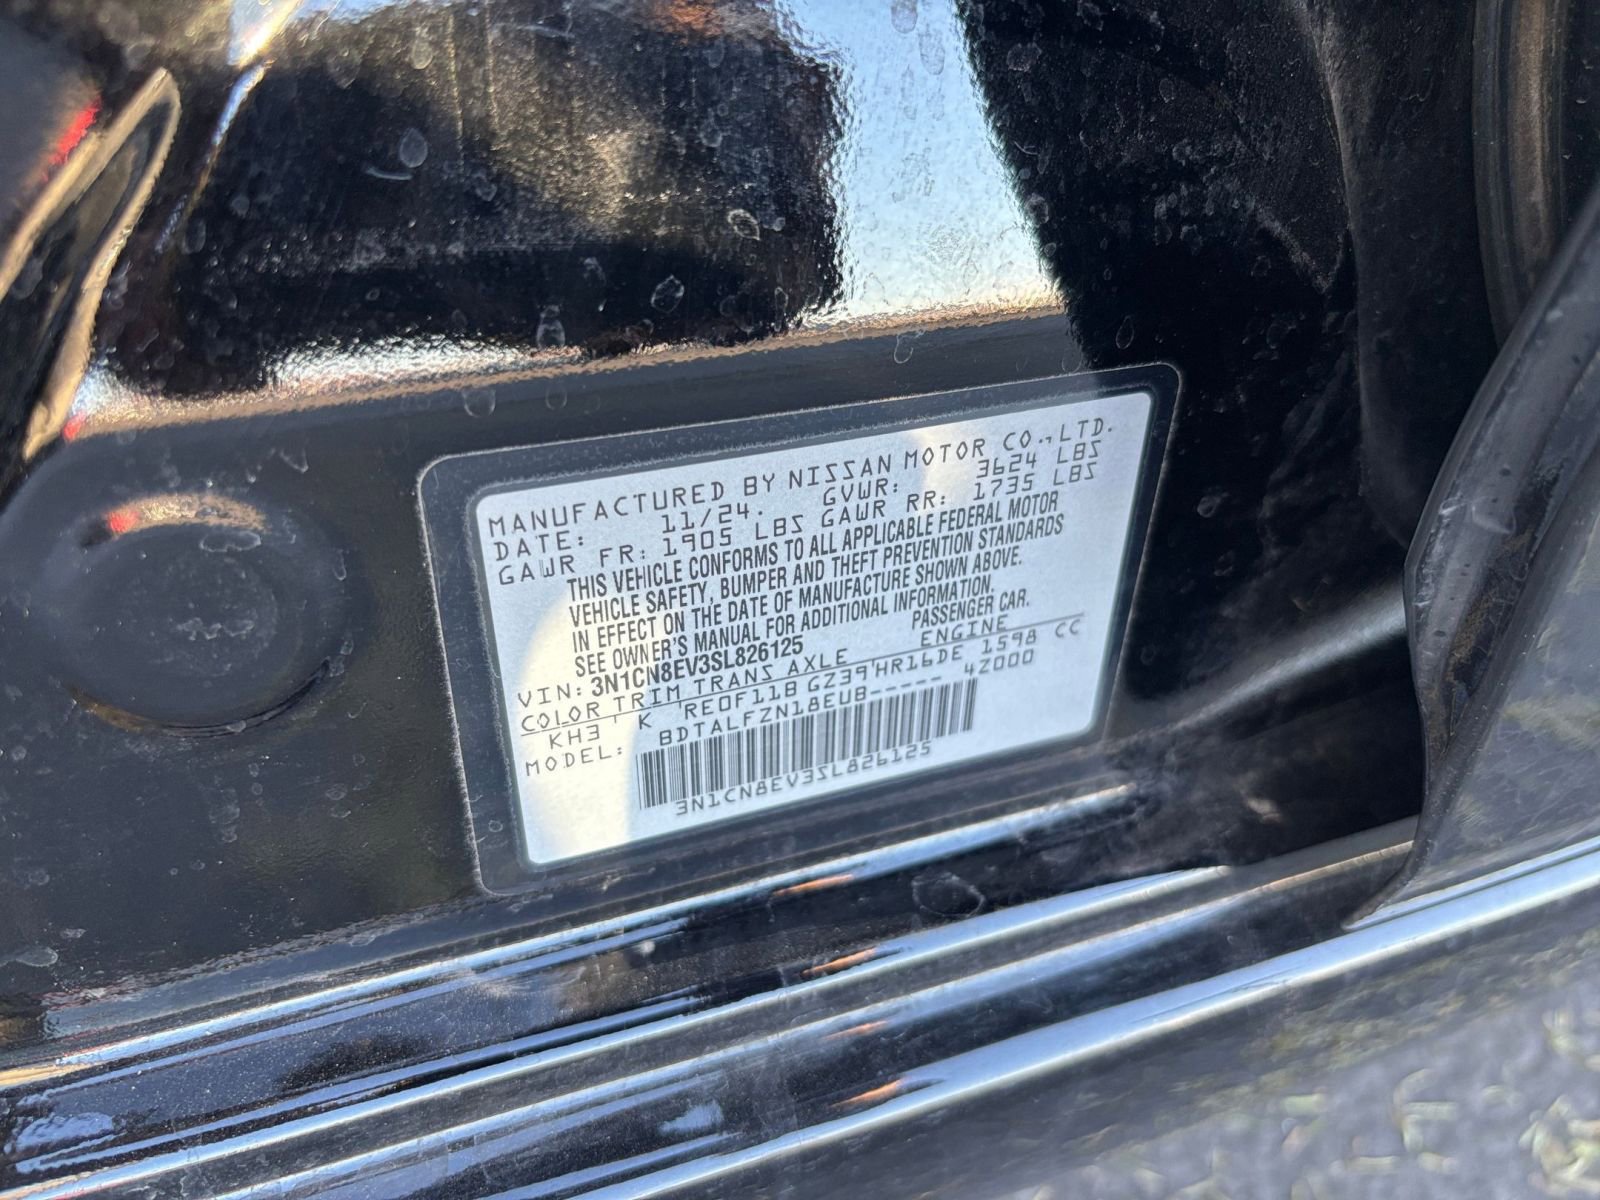 MANUFACTURED BY NISSAN MOTOR CO., LTD.
DATE: 11/24. GVWR: 3624 LBS
GAWR FR: 1905 LBS GAWR RR: 1735 LBS
THIS VEHICLE CONFORMS TO ALL APPLICABLE FEDERAL MOTOR
VEHICLE SAFETY, BUMPER AND THEFT PREVENTION STANDARDS
IN EFFECT ON THE DATE OF MANUFACTURE SHOWN ABOVE.
SEE OWNER'S MANUAL FOR ADDITIONAL INFORMATION.
VIN: 3N1CN8EV3SL826125 PASSENGER CAR.
COLOR TRIM TRANS AXLE ENGINE
KH3 K RE0F11B GZ39 HR16DE 1598 CC
MODEL: BDTALFZN18EUB----- 4Z000
3N1CN8EV3SL826125